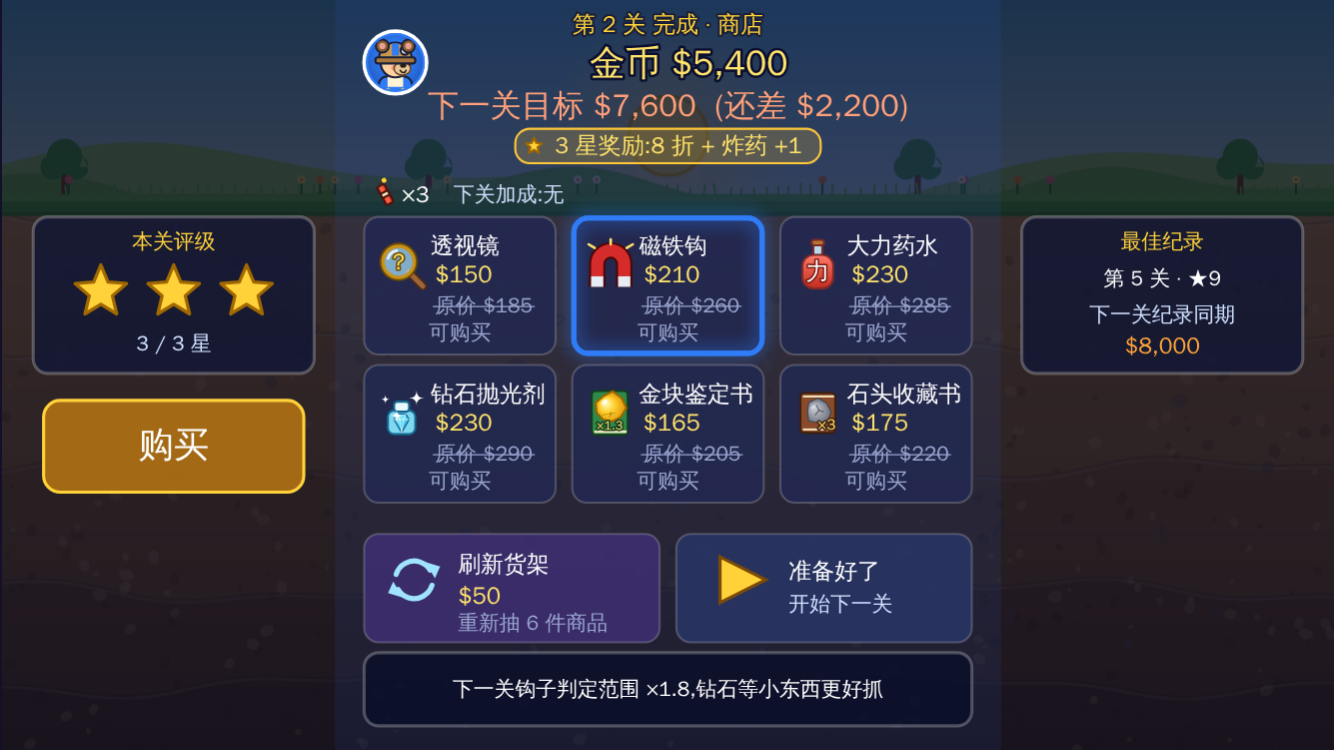 第 2 关 完成 · 商店
金币 $5,400
下一关目标 $7,600 (还差 $2,200)
3 星奖励:8 折 + 炸药 +1
×3 下关加成:无
本关评级
3 / 3 星
购买
透视镜
$150
原价 $185
可购买
?
磁铁钩
$210
原价 $260
可购买
大力药水
$230
原价 $285
可购买
力
钻石抛光剂
$230
原价 $290
可购买
金块鉴定书
$165
原价 $205
可购买
×1.3
石头收藏书
$175
原价 $220
可购买
×3
最佳纪录
第 5 关 · ★9
下一关纪录同期
$8,000
刷新货架
$50
重新抽 6 件商品
准备好了
开始下一关
下一关钩子判定范围 ×1.8,钻石等小东西更好抓